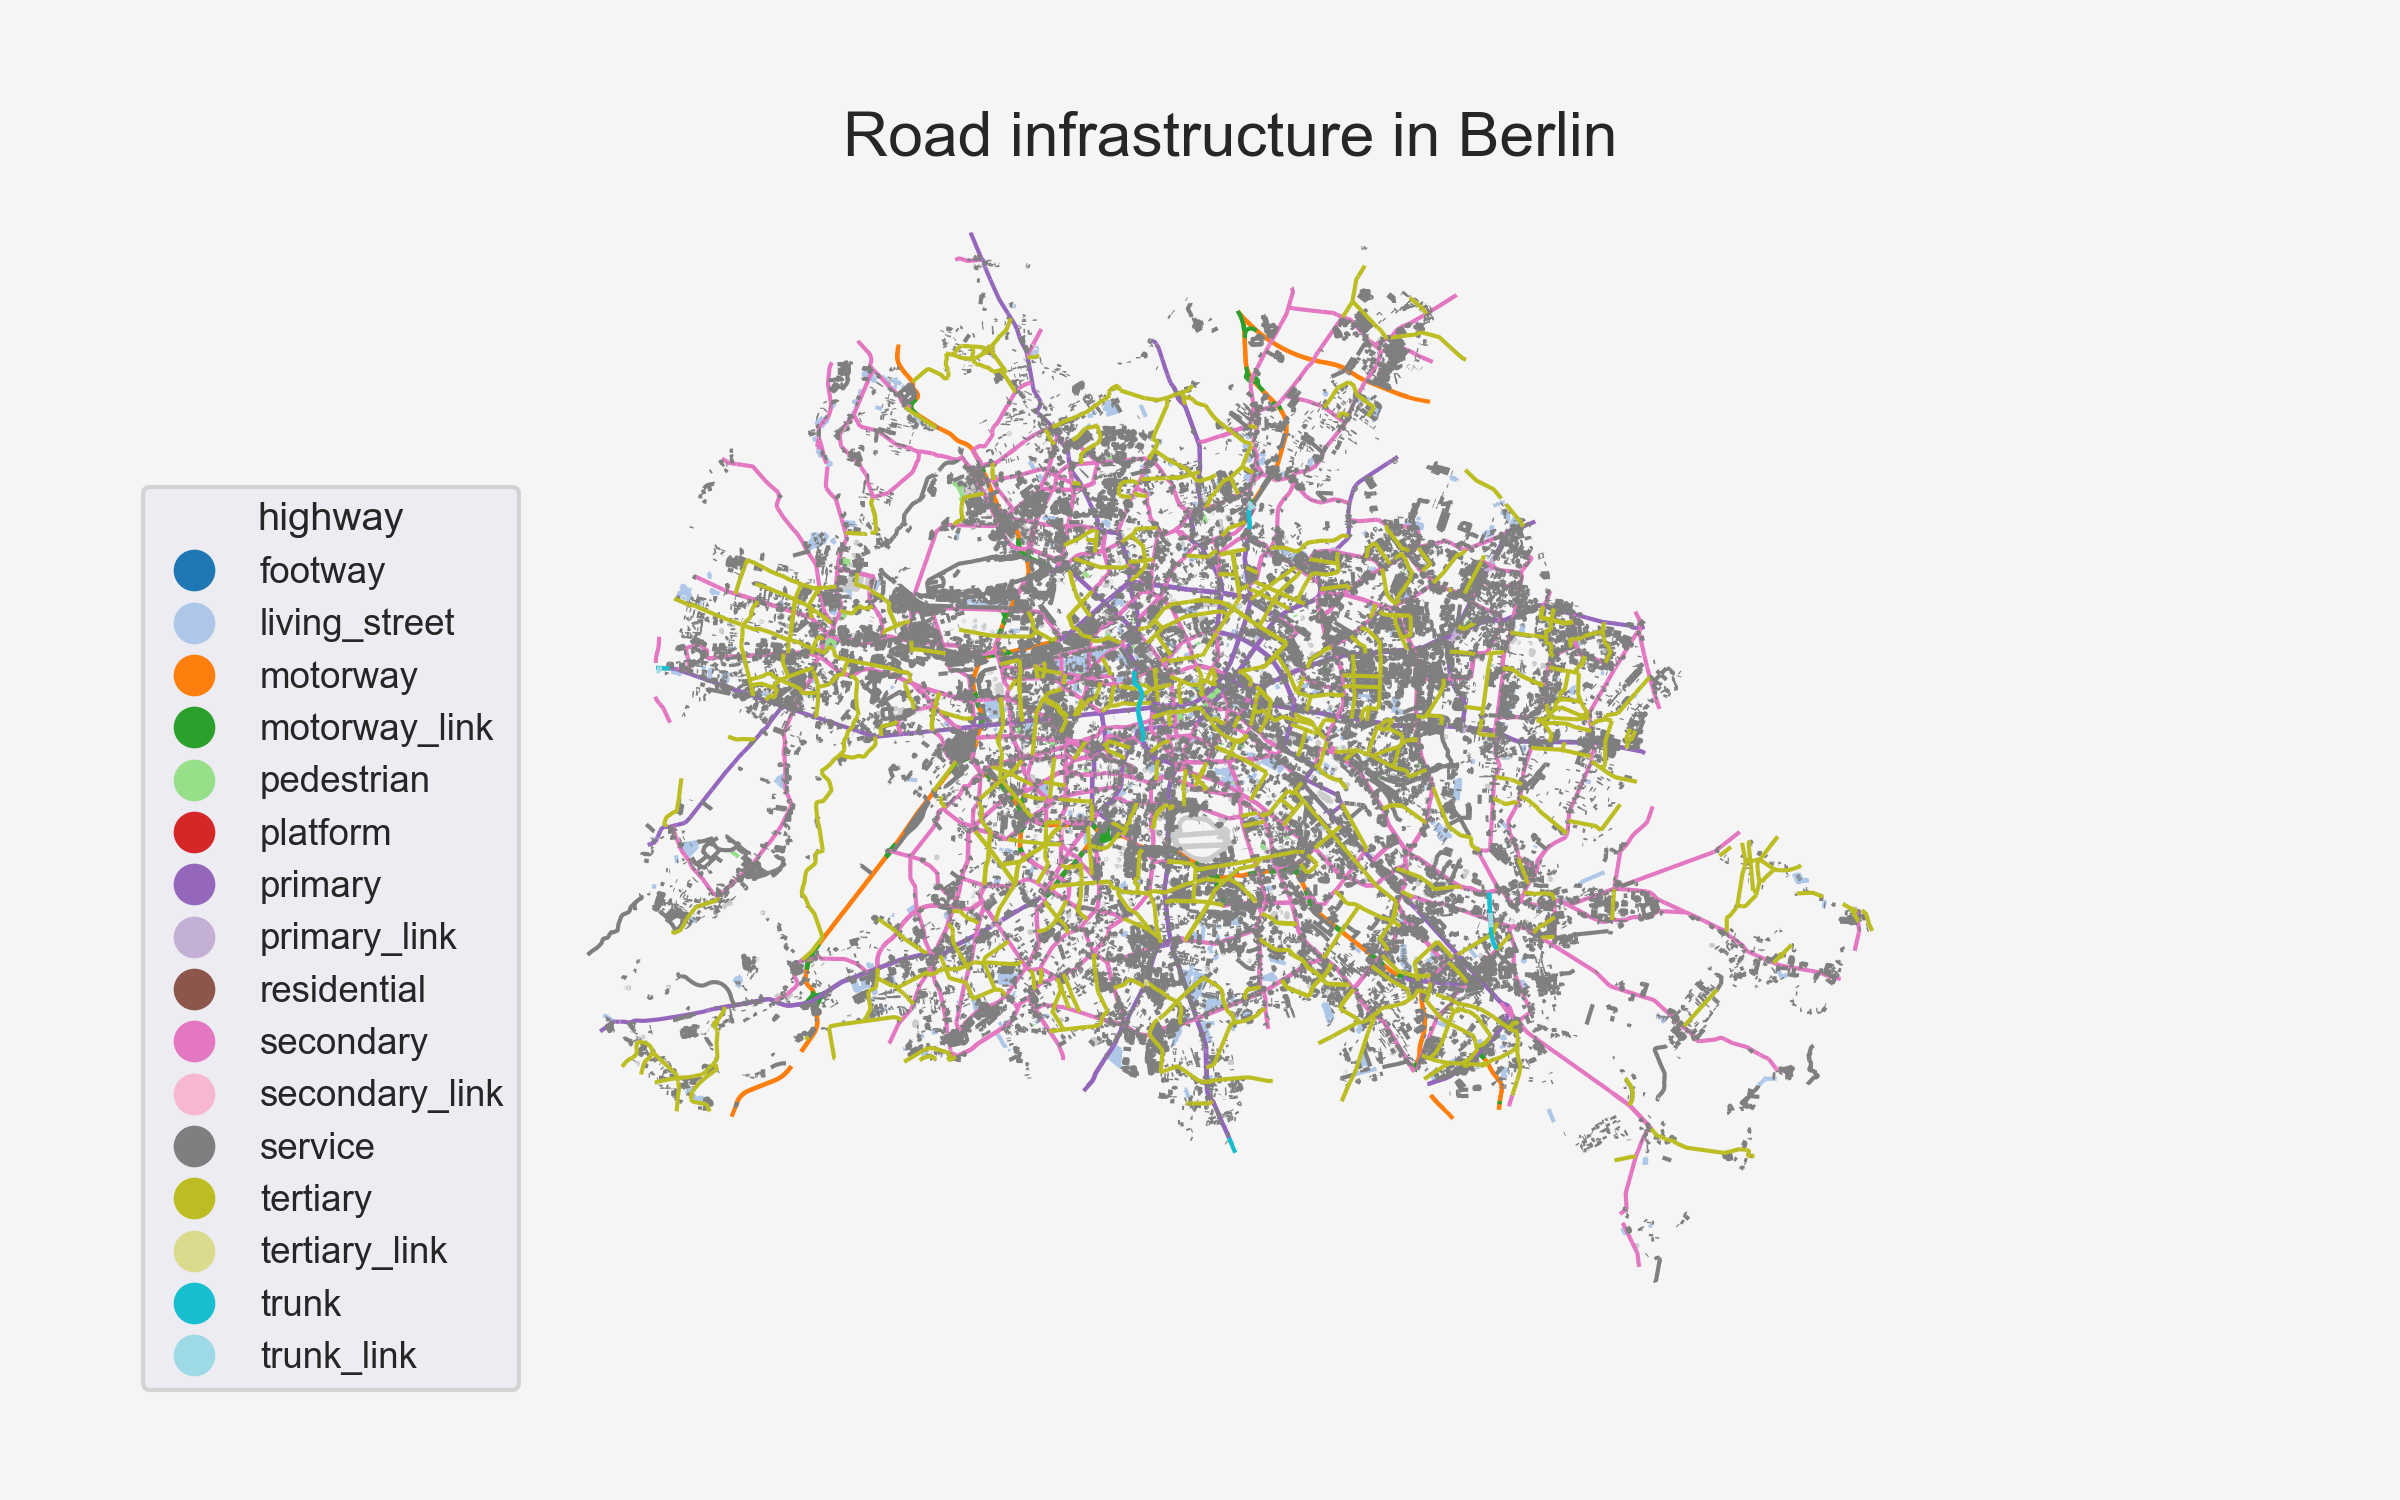 Road infrastructure in Berlin
highway
footway
living_street
motorway
motorway_link
pedestrian
platform
primary
primary_link
residential
secondary
secondary_link
service
tertiary
tertiary_link
trunk
trunk_link